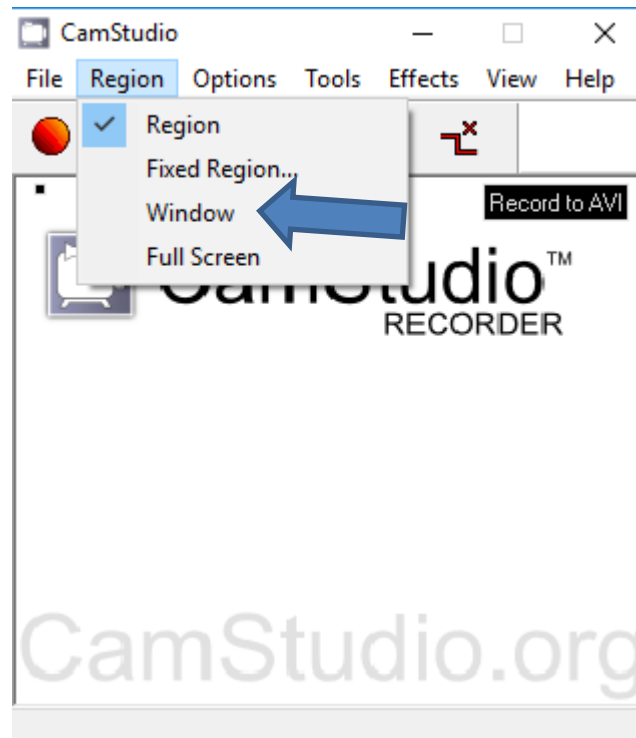 CamStudio
File Region Options Tools Effects View Help
Region
Fixed Region...
Window
Full Screen
Record to AVI
CamStudio™
RECORDER
CamStudio.org